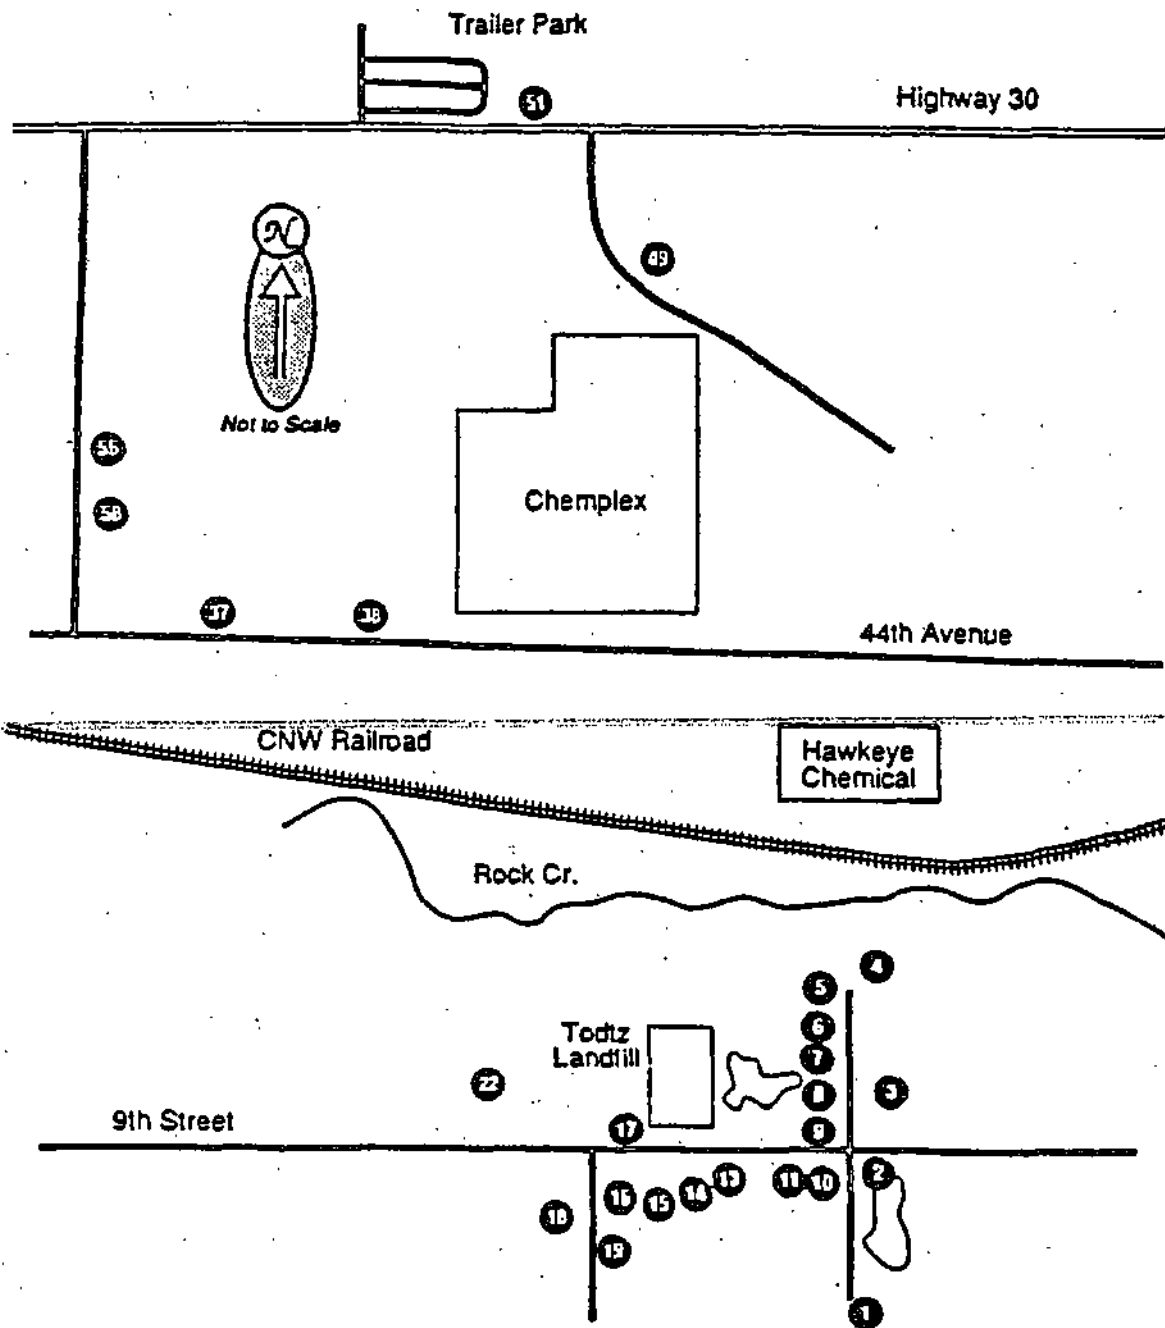 Trailer Park
51
Highway 30
N
49
Not to Scale
56
Chemplex
58
37
38
44th Avenue
CNW Railroad
Hawkeye
Chemical
Rock Cr.
4
5
6
7
8
3
Todtz
Landfill
22
9th Street
17
9
2
10
11
13
14
15
16
18
19
1